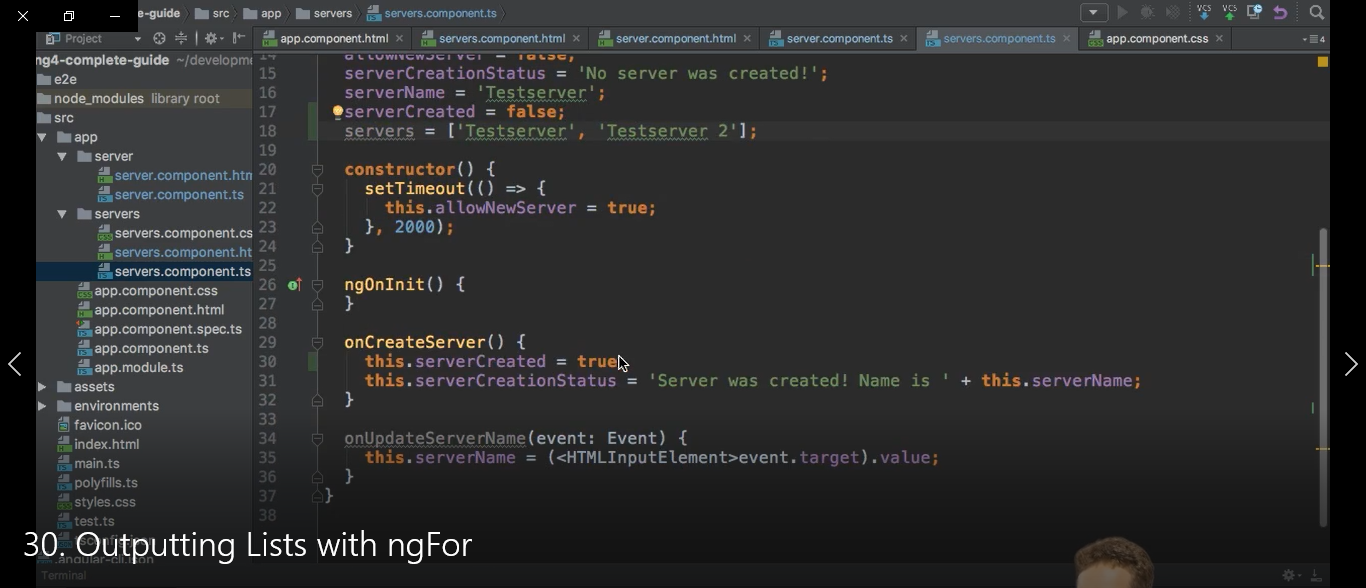 e-guide src app servers servers.component.ts
VCS VCS
Project
app.component.html servers.component.html server.component.html server.component.ts servers.component.ts app.component.css 4
ng4-complete-guide ~/developme
e2e
node_modules library root
src
app
server
server.component.htm
server.component.ts
servers
servers.component.cs
servers.component.ht
servers.component.ts
app.component.css
app.component.html
app.component.spec.ts
app.component.ts
app.module.ts
assets
environments
favicon.ico
index.html
main.ts
polyfills.ts
styles.css
test.ts
tsconfig.json
.angular-cli.json
14 allowNewServer = false;
15 serverCreationStatus = 'No server was created!';
16 serverName = 'Testserver';
17 serverCreated = false;
18 servers = ['Testserver', 'Testserver 2'];
19
20 constructor() {
21 setTimeout(() => {
22 this.allowNewServer = true;
23 }, 2000);
24 }
25
26 ngOnInit() {
27 }
28
29 onCreateServer() {
30 this.serverCreated = true
31 this.serverCreationStatus = 'Server was created! Name is ' + this.serverName;
32 }
33
34 onUpdateServerName(event: Event) {
35 this.serverName = (<HTMLInputElement>event.target).value;
36 }
37 }
38
30. Outputting Lists with ngFor
Terminal